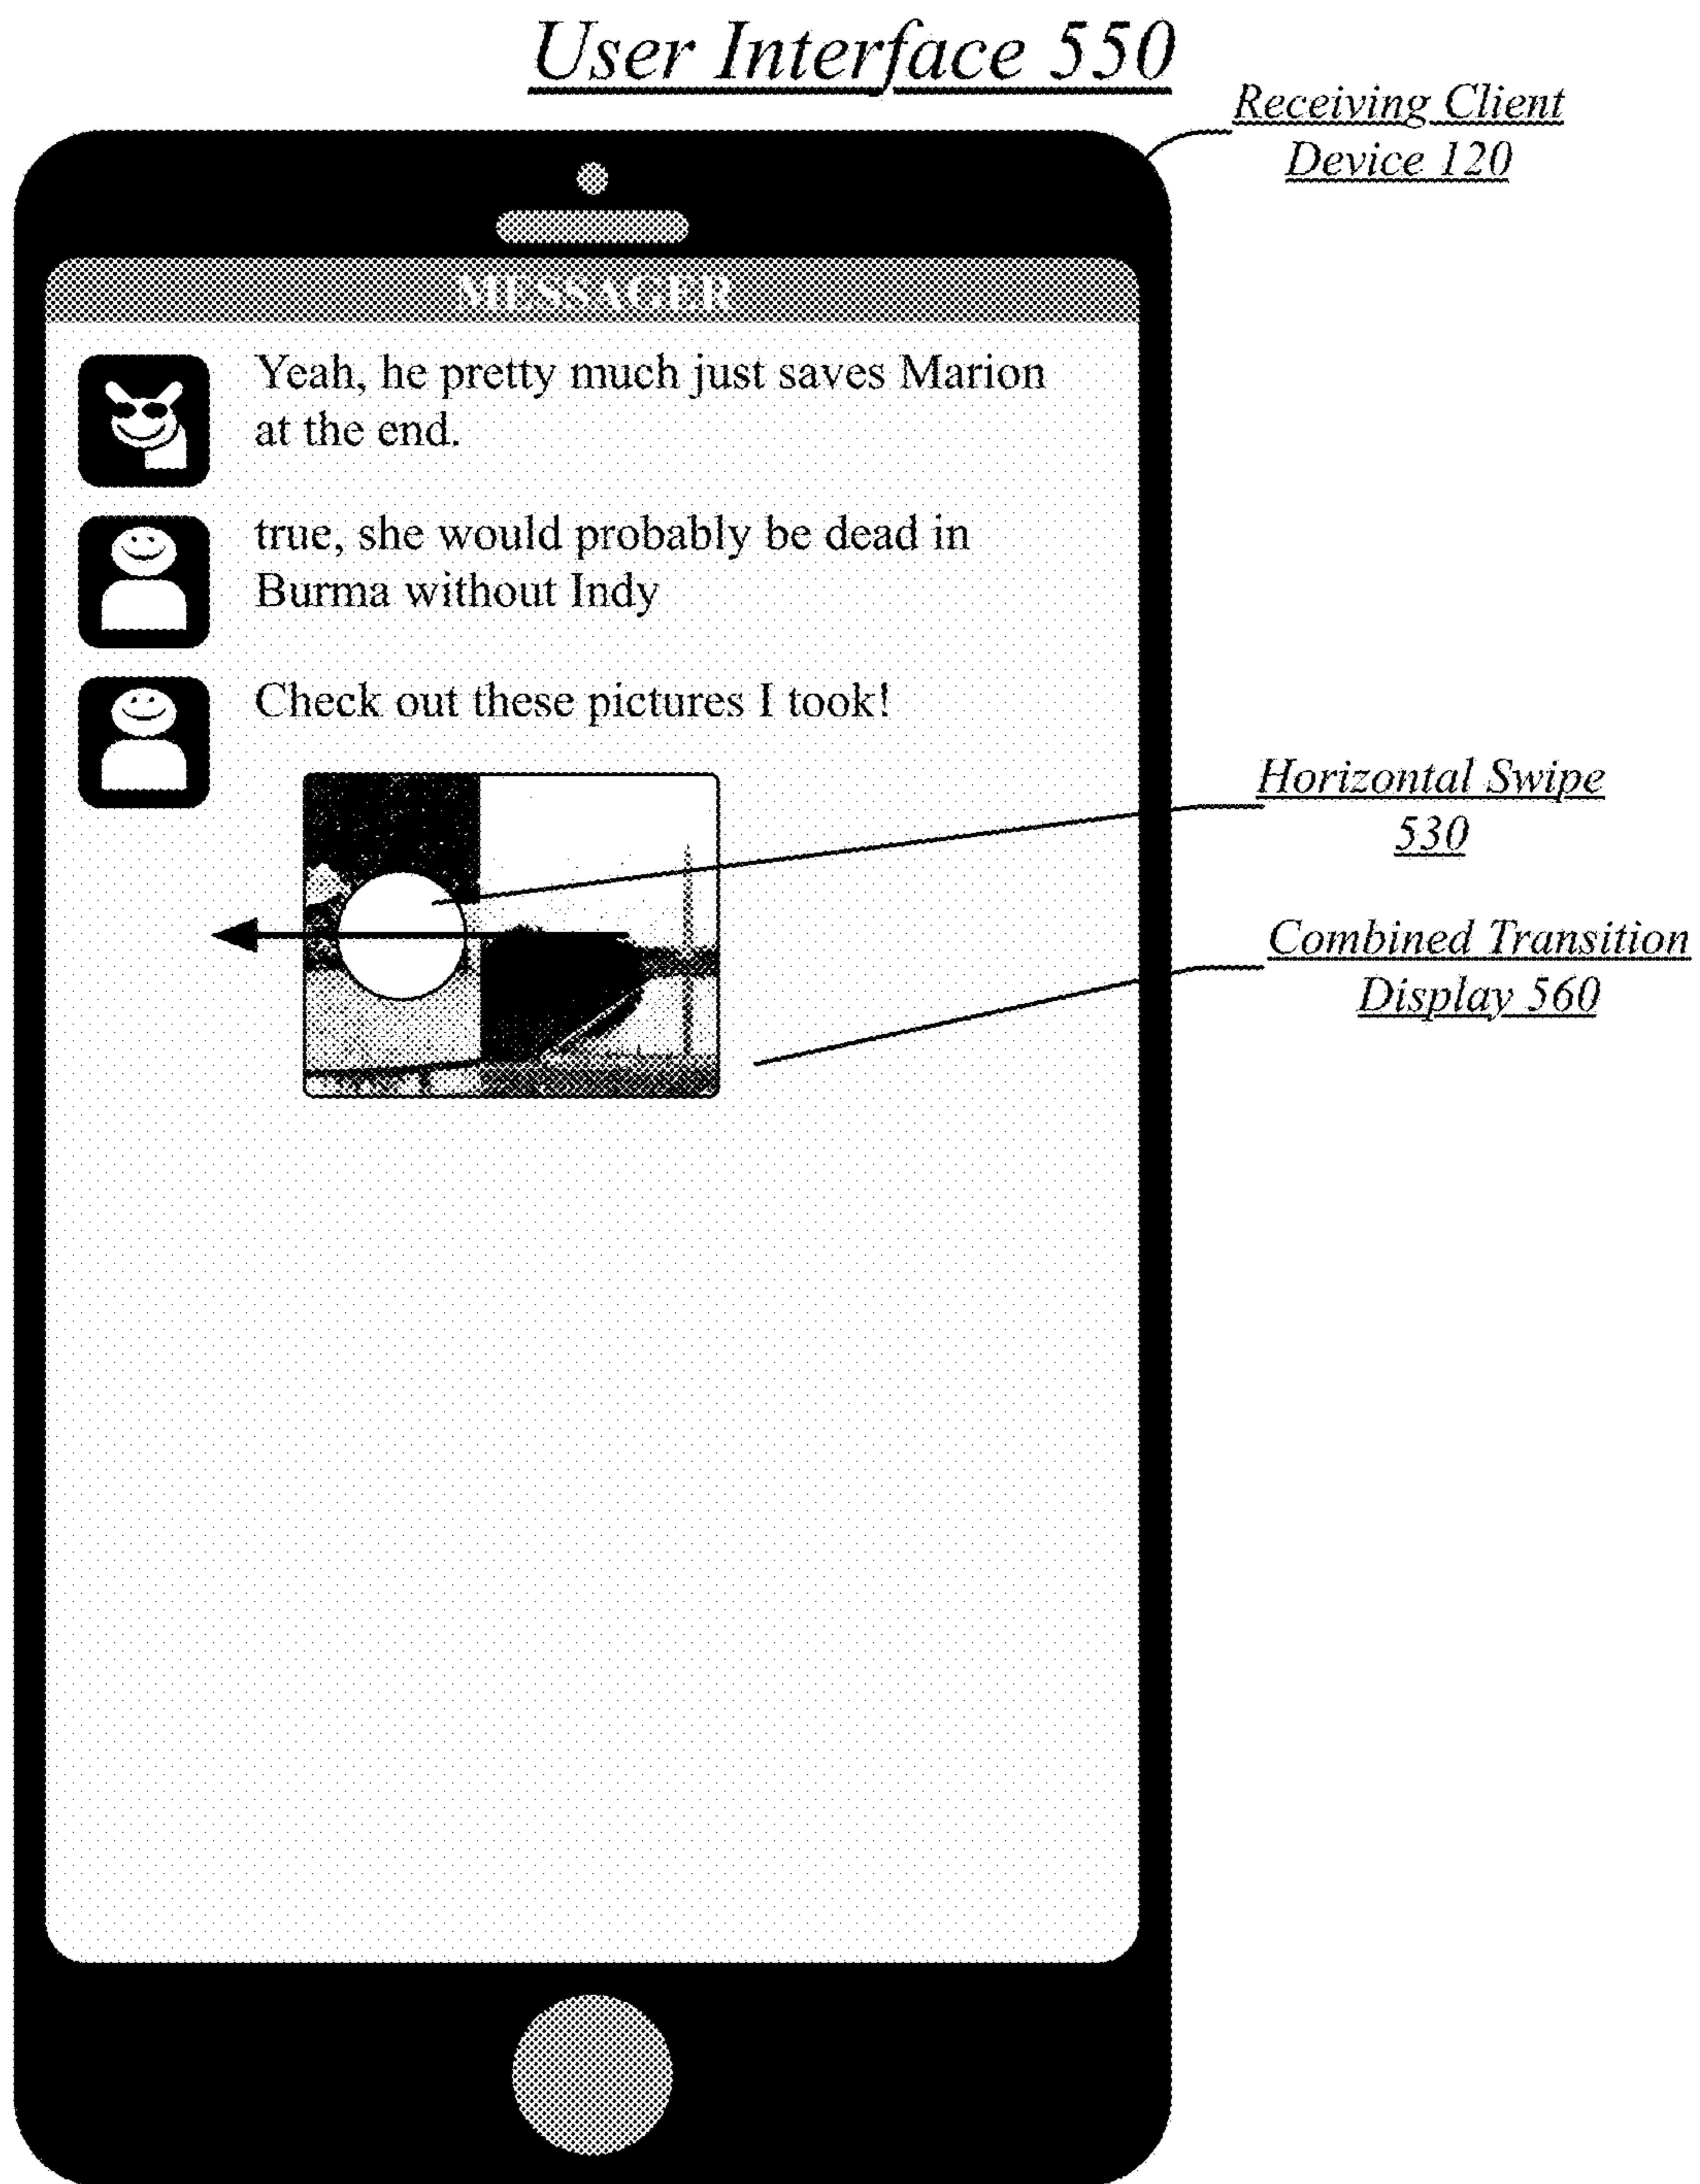 User Interface 550
Receiving Client
Device 120
MESSAGER
Yeah, he pretty much just saves Marion
at the end.
true, she would probably be dead in
Burma without Indy
Check out these pictures I took!
Horizontal Swipe
530
Combined Transition
Display 560